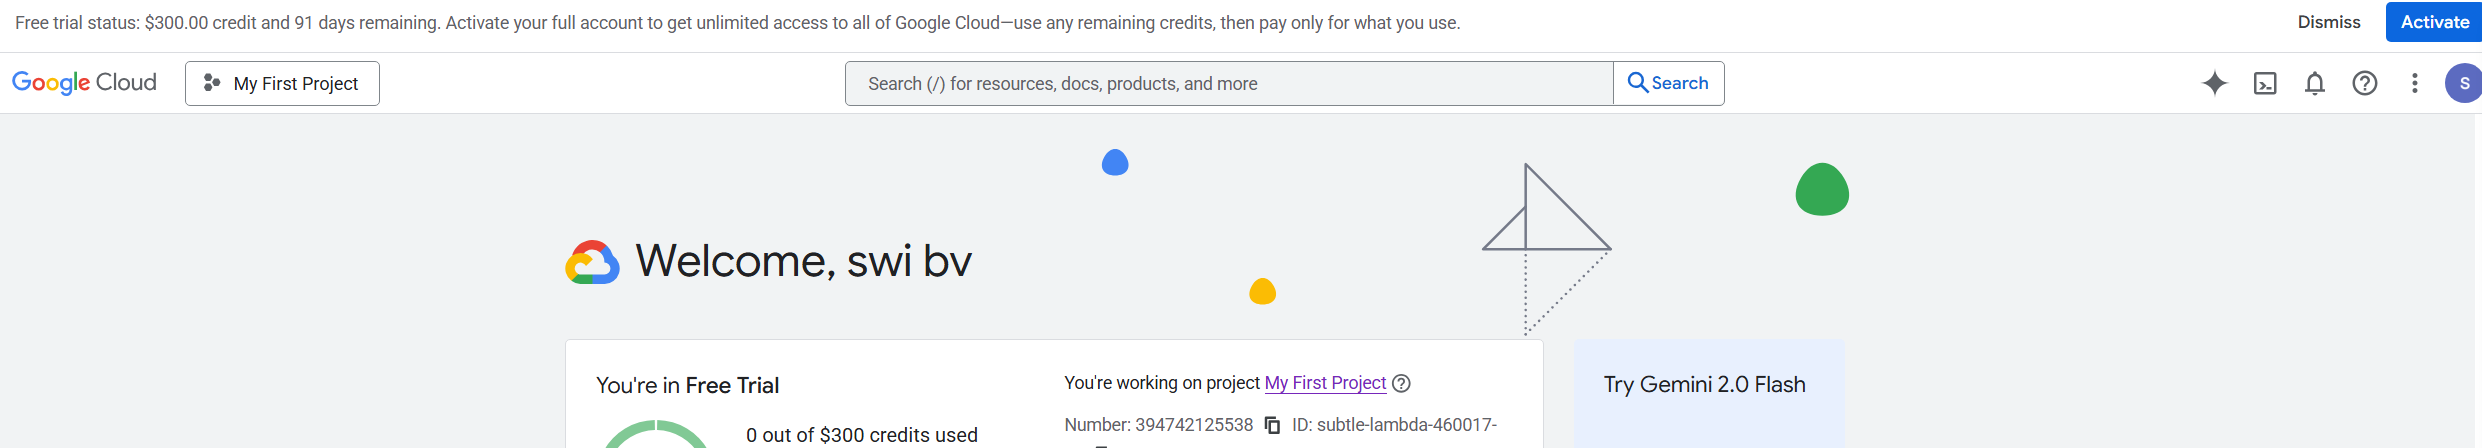 Free trial status: $300.00 credit and 91 days remaining. Activate your full account to get unlimited access to all of Google Cloud—use any remaining credits, then pay only for what you use.
Dismiss
Activate
Google Cloud
My First Project
Search (/) for resources, docs, products, and more
Search
S
Welcome, swi bv
You're in Free Trial
0 out of $300 credits used
You're working on project My First Project
Number: 394742125538
ID: subtle-lambda-460017-
Try Gemini 2.0 Flash